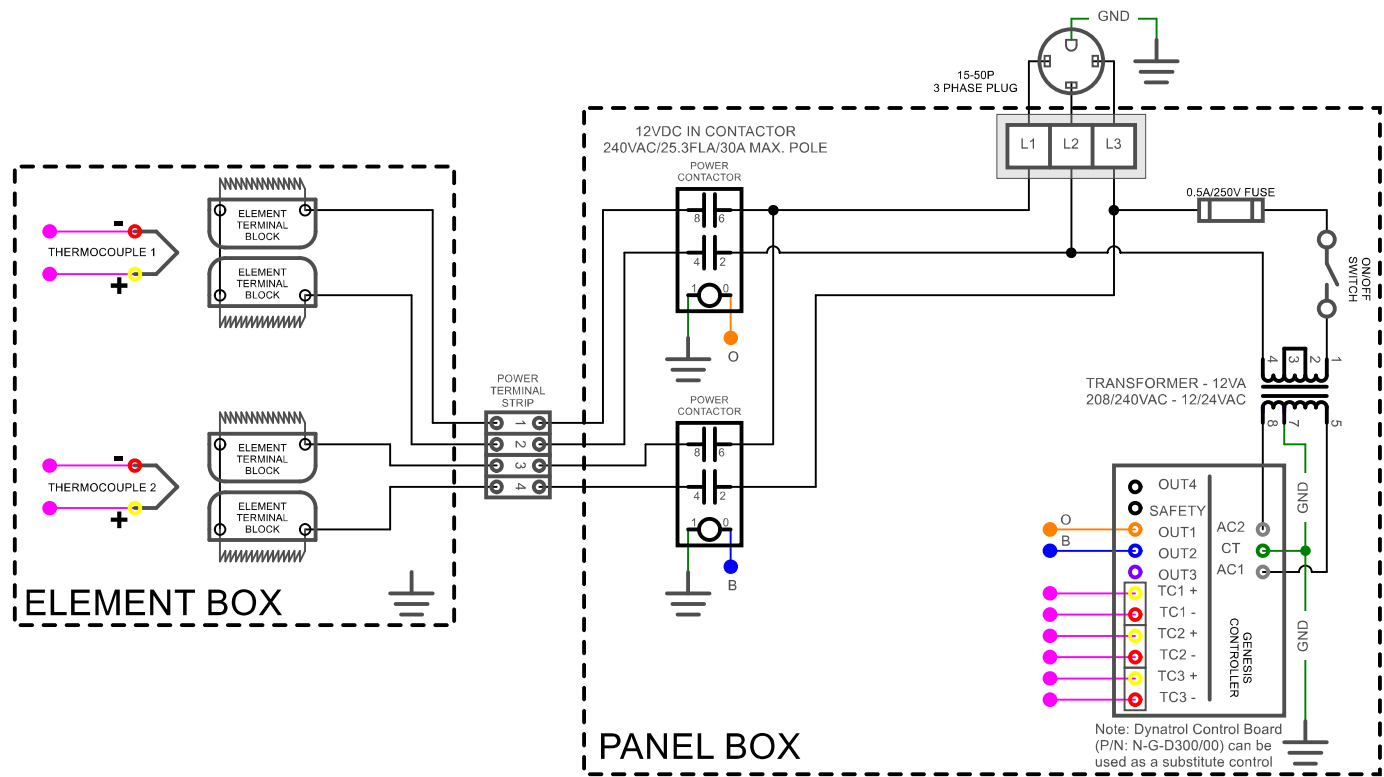 GND
15-50P
3 PHASE PLUG
12VDC IN CONTACTOR
240VAC/25.3FLA/30A MAX. POLE
L1 L2 L3
POWER
CONTACTOR
8 6
4 2
1 0
O
0.5A/250V FUSE
ON/OFF
SWITCH
ELEMENT
TERMINAL
BLOCK
-
THERMOCOUPLE 1
+
ELEMENT
TERMINAL
BLOCK
4 3 2 1
TRANSFORMER - 12VA
208/240VAC - 12/24VAC
8 7 5
POWER
TERMINAL
STRIP
1
2
3
4
POWER
CONTACTOR
8 6
4 2
1 0
B
ELEMENT
TERMINAL
BLOCK
-
THERMOCOUPLE 2
+
ELEMENT
TERMINAL
BLOCK
ELEMENT BOX
GND
OUT4
SAFETY
O OUT1 AC2
B OUT2 CT
OUT3 AC1
TC1 +
TC1 -
TC2 +
TC2 -
TC3 +
TC3 -
GENESIS
CONTROLLER
GND
Note: Dynatrol Control Board
(P/N: N-G-D300/00) can be
used as a substitute control
PANEL BOX